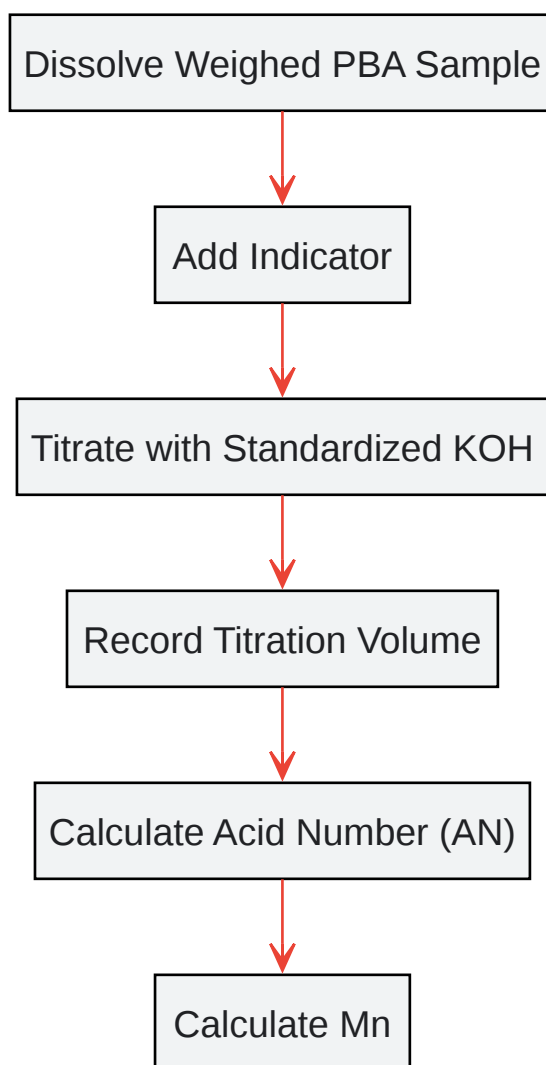 Dissolve Weighed PBA Sample
Add Indicator
Titrate with Standardized KOH
Record Titration Volume
Calculate Acid Number (AN)
Calculate Mn